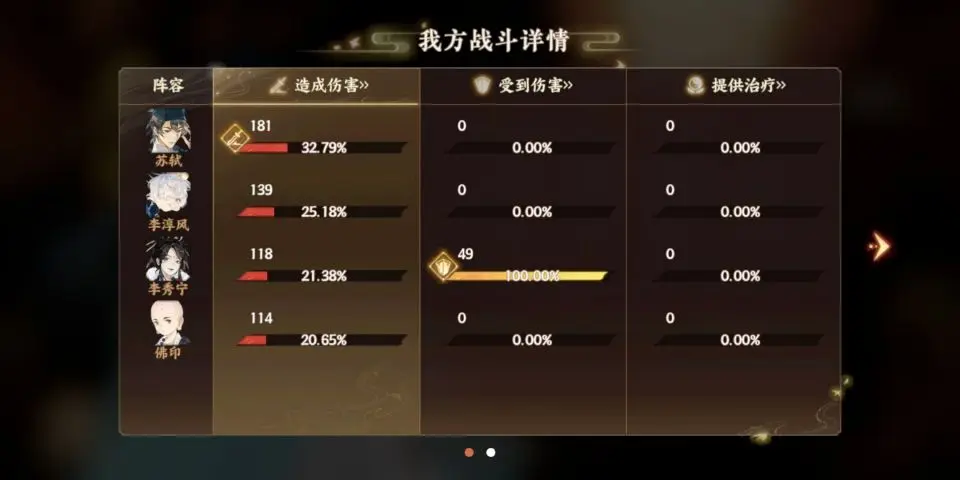 我方战斗详情
阵容 造成伤害» 受到伤害» 提供治疗»
181 0 0
32.79% 0.00% 0.00%
苏轼
139 0 0
25.18% 0.00% 0.00%
李淳风
118 49 0
21.38% 100.00% 0.00%
李秀宁
114 0 0
20.65% 0.00% 0.00%
佛印